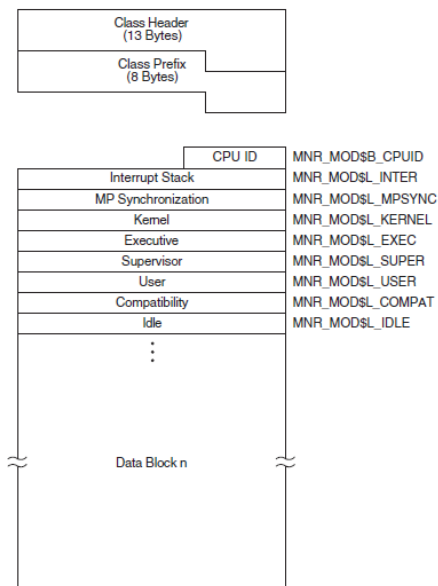 Class Header
(13 Bytes)
Class Prefix
(8 Bytes)
CPU ID MNR_MOD$B_CPUID
Interrupt Stack MNR_MOD$L_INTER
MP Synchronization MNR_MOD$L_MPSYNC
Kernel MNR_MOD$L_KERNEL
Executive MNR_MOD$L_EXEC
Supervisor MNR_MOD$L_SUPER
User MNR_MOD$L_USER
Compatibility MNR_MOD$L_COMPAT
Idle MNR_MOD$L_IDLE
Data Block n